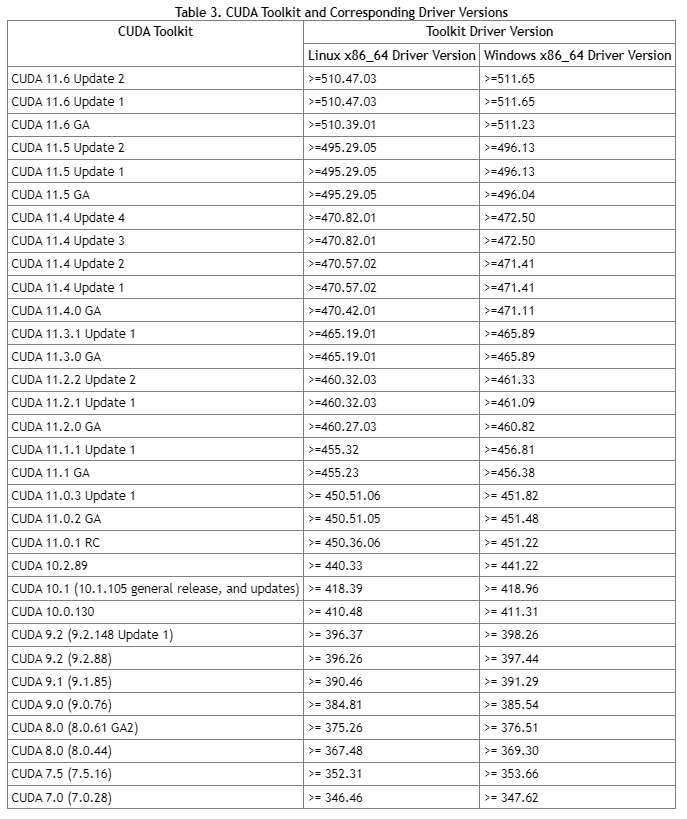 Table 3. CUDA Toolkit and Corresponding Driver Versions
CUDA Toolkit Toolkit Driver Version
Linux x86_64 Driver Version Windows x86_64 Driver Version
CUDA 11.6 Update 2 >=510.47.03 >=511.65
CUDA 11.6 Update 1 >=510.47.03 >=511.65
CUDA 11.6 GA >=510.39.01 >=511.23
CUDA 11.5 Update 2 >=495.29.05 >=496.13
CUDA 11.5 Update 1 >=495.29.05 >=496.13
CUDA 11.5 GA >=495.29.05 >=496.04
CUDA 11.4 Update 4 >=470.82.01 >=472.50
CUDA 11.4 Update 3 >=470.82.01 >=472.50
CUDA 11.4 Update 2 >=470.57.02 >=471.41
CUDA 11.4 Update 1 >=470.57.02 >=471.41
CUDA 11.4.0 GA >=470.42.01 >=471.11
CUDA 11.3.1 Update 1 >=465.19.01 >=465.89
CUDA 11.3.0 GA >=465.19.01 >=465.89
CUDA 11.2.2 Update 2 >=460.32.03 >=461.33
CUDA 11.2.1 Update 1 >=460.32.03 >=461.09
CUDA 11.2.0 GA >=460.27.03 >=460.82
CUDA 11.1.1 Update 1 >=455.32 >=456.81
CUDA 11.1 GA >=455.23 >=456.38
CUDA 11.0.3 Update 1 >= 450.51.06 >= 451.82
CUDA 11.0.2 GA >= 450.51.05 >= 451.48
CUDA 11.0.1 RC >= 450.36.06 >= 451.22
CUDA 10.2.89 >= 440.33 >= 441.22
CUDA 10.1 (10.1.105 general release, and updates) >= 418.39 >= 418.96
CUDA 10.0.130 >= 410.48 >= 411.31
CUDA 9.2 (9.2.148 Update 1) >= 396.37 >= 398.26
CUDA 9.2 (9.2.88) >= 396.26 >= 397.44
CUDA 9.1 (9.1.85) >= 390.46 >= 391.29
CUDA 9.0 (9.0.76) >= 384.81 >= 385.54
CUDA 8.0 (8.0.61 GA2) >= 375.26 >= 376.51
CUDA 8.0 (8.0.44) >= 367.48 >= 369.30
CUDA 7.5 (7.5.16) >= 352.31 >= 353.66
CUDA 7.0 (7.0.28) >= 346.46 >= 347.62